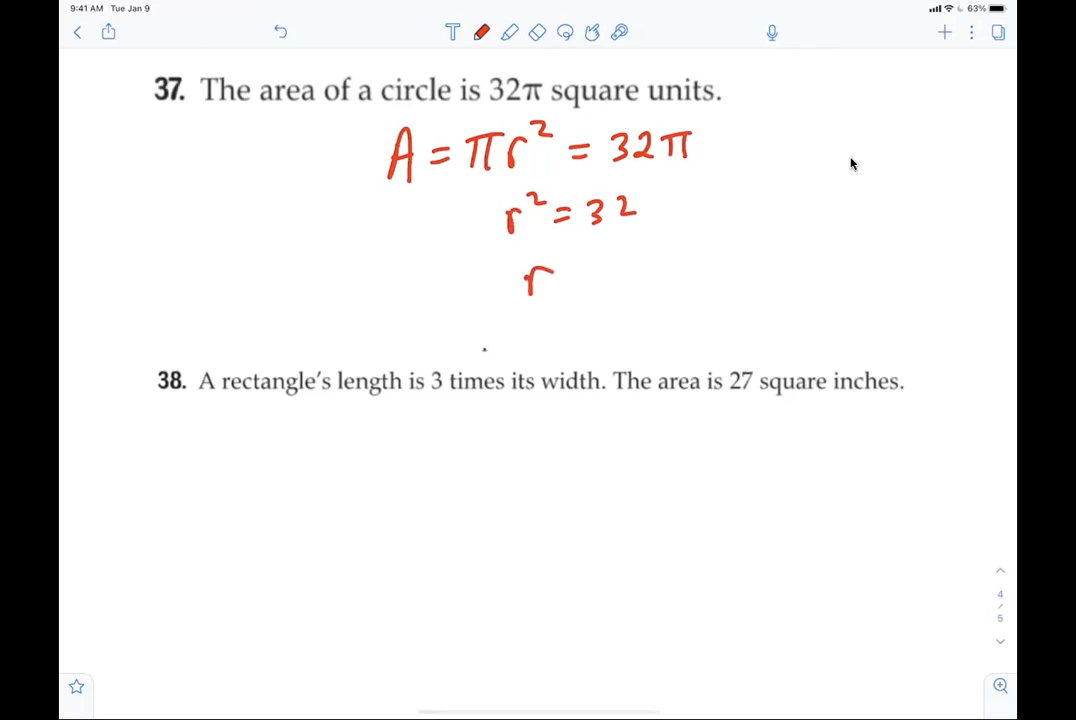 9:41 AM Tue Jan 9
63%
T
37. The area of a circle is 32π square units.
A = πr² = 32π
r² = 32
r
38. A rectangle's length is 3 times its width. The area is 27 square inches.
4
/
5